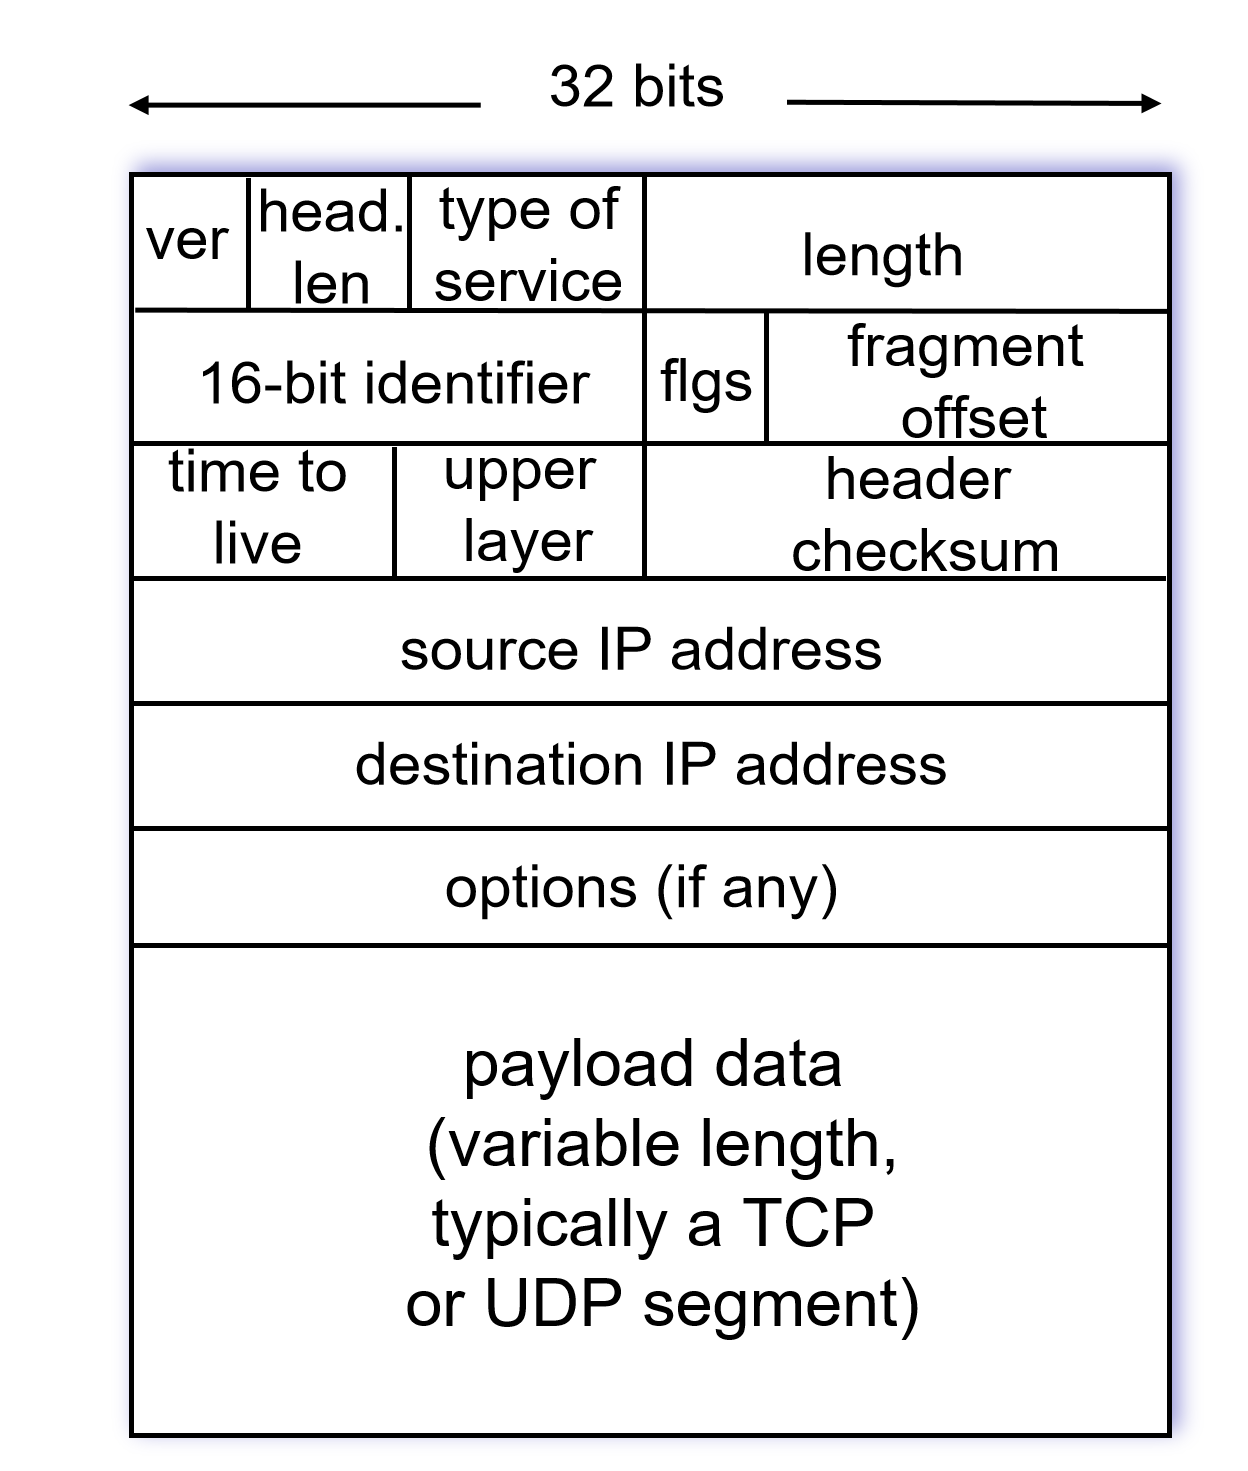 32 bits
ver
head.
len
type of
service
length
16-bit identifier
flgs
fragment
offset
time to
live
upper
layer
header
checksum
source IP address
destination IP address
options (if any)
payload data
(variable length,
typically a TCP
or UDP segment)